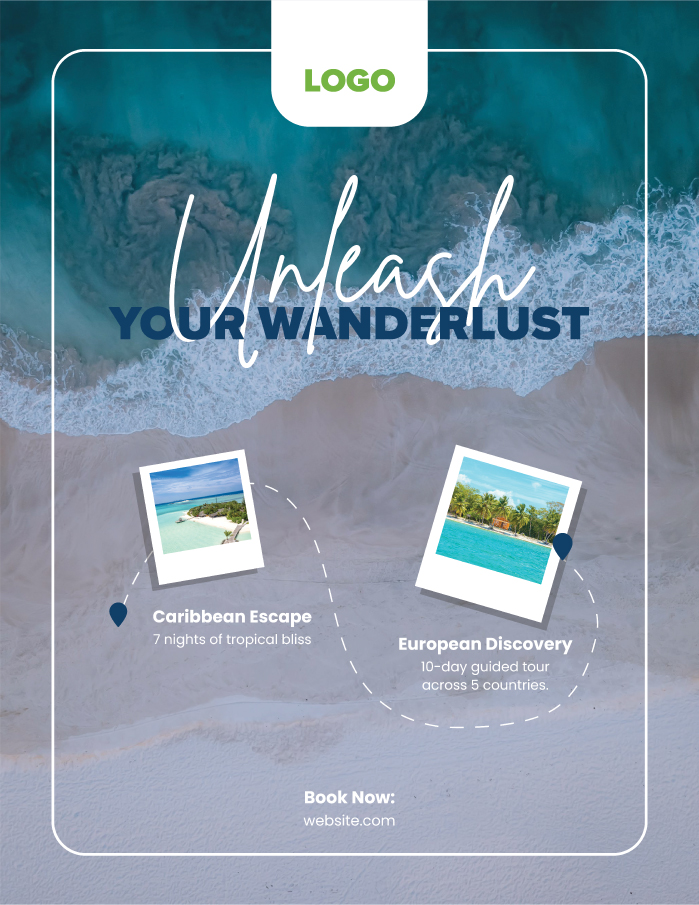 LOGO
Unleash
YOUR WANDERLUST
Caribbean Escape
7 nights of tropical bliss
European Discovery
10-day guided tour
across 5 countries.
Book Now:
website.com